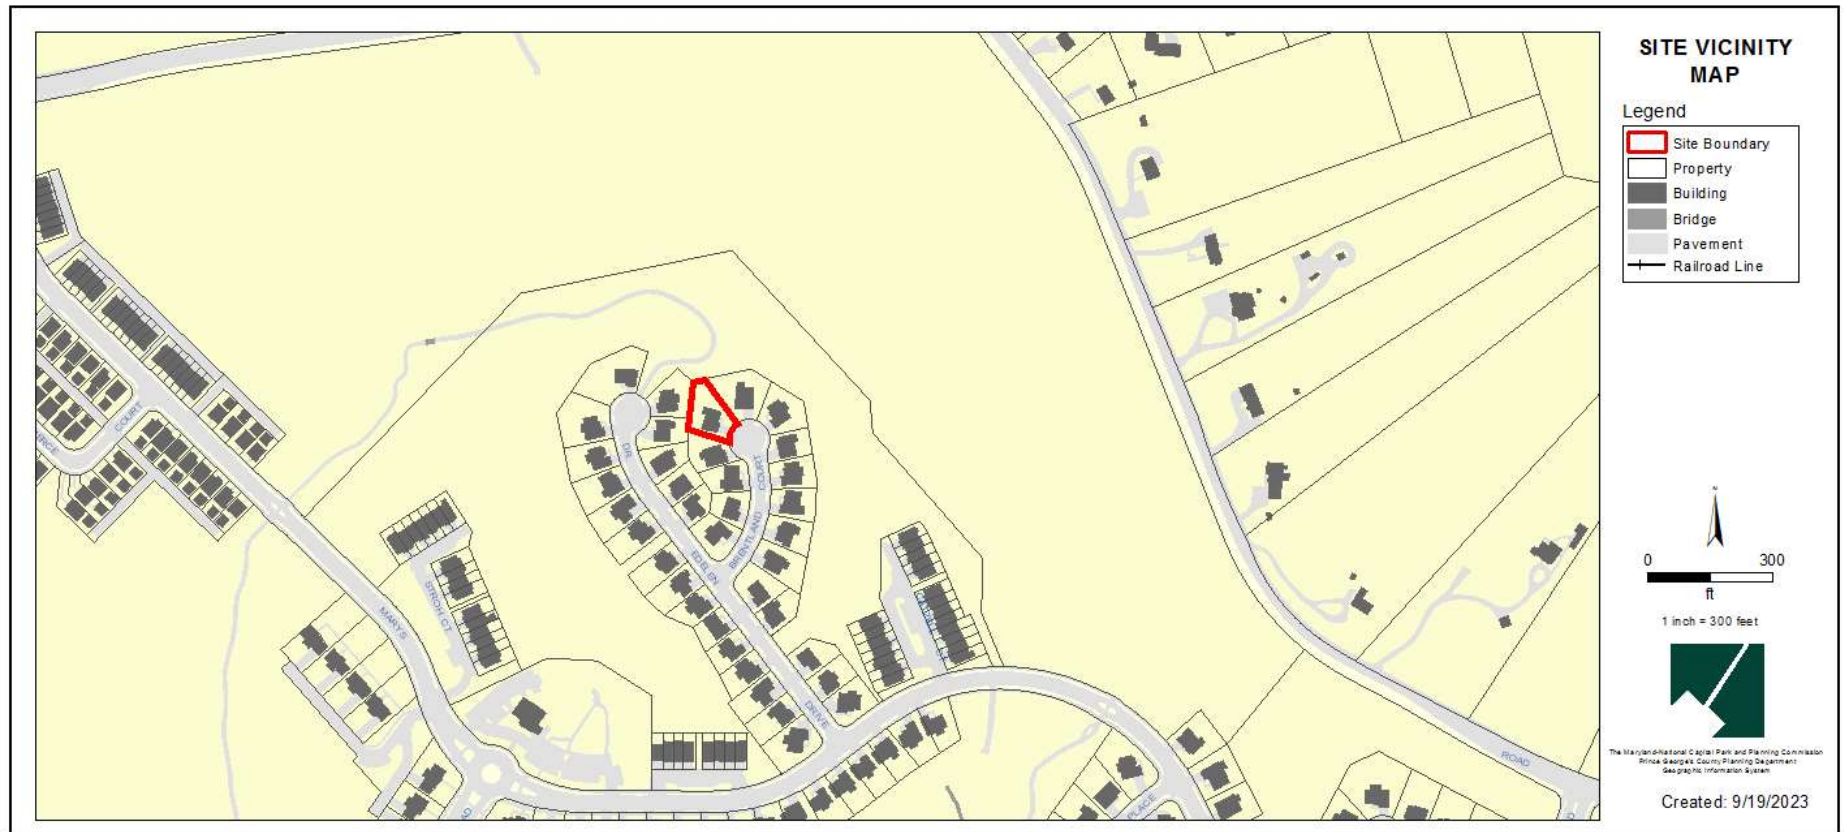 SITE VICINITY
MAP
Legend
Site Boundary
Property
Building
Bridge
Pavement
Railroad Line
N
0 300
ft
1 inch = 300 feet
The Maryland-National Capital Park and Planning Commission
Prince George's County Planning Department
Geographic Information System
Created: 9/19/2023
COURT
DR
COURT
BRENTLAND
EDELEN
STROH CT
MARYS
DRIVE
ROAD
PLACE